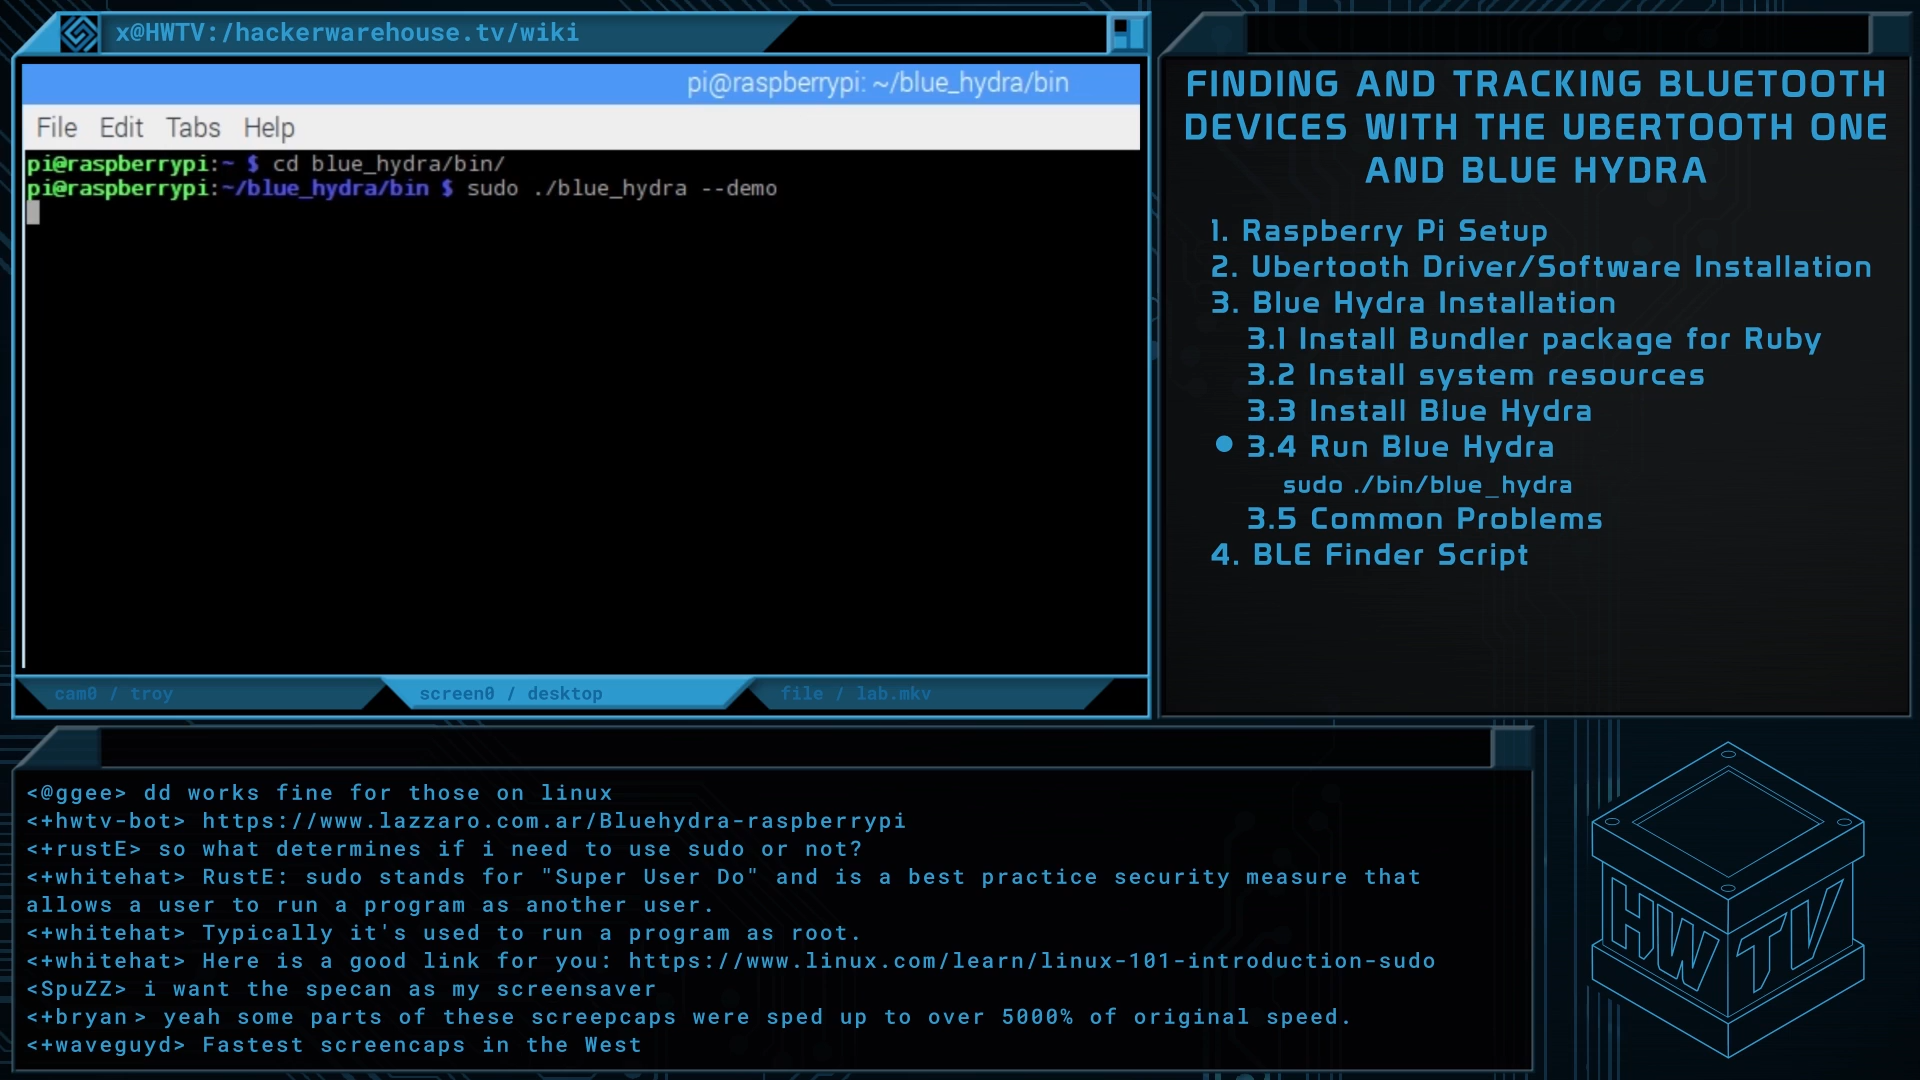 x@HWTV:/hackerwarehouse.tv/wiki
pi@raspberrypi: ~/blue_hydra/bin
File Edit Tabs Help
pi@raspberrypi:~ $ cd blue_hydra/bin/
pi@raspberrypi:~/blue_hydra/bin $ sudo ./blue_hydra --demo
cam0 / troy
screen0 / desktop
file / lab.mkv
FINDING AND TRACKING BLUETOOTH
DEVICES WITH THE UBERTOOTH ONE
AND BLUE HYDRA
1. Raspberry Pi Setup
2. Ubertooth Driver/Software Installation
3. Blue Hydra Installation
3.1 Install Bundler package for Ruby
3.2 Install system resources
3.3 Install Blue Hydra
3.4 Run Blue Hydra
sudo ./bin/blue_hydra
3.5 Common Problems
4. BLE Finder Script
<@ggee> dd works fine for those on linux
<+hwtv-bot> https://www.lazzaro.com.ar/Bluehydra-raspberrypi
<+rustE> so what determines if i need to use sudo or not?
<+whitehat> RustE: sudo stands for "Super User Do" and is a best practice security measure that
allows a user to run a program as another user.
<+whitehat> Typically it's used to run a program as root.
<+whitehat> Here is a good link for you: https://www.linux.com/learn/linux-101-introduction-sudo
<SpuZZ> i want the specan as my screensaver
<+bryan> yeah some parts of these screepcaps were sped up to over 5000% of original speed.
<+waveguyd> Fastest screencaps in the West
HW TV